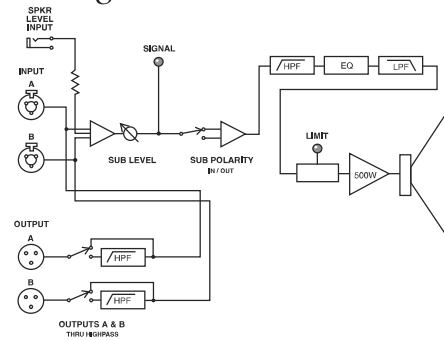 SPKR
LEVEL
INPUT
SIGNAL
INPUT
A
B
HPF
EQ
LPF
SUB LEVEL
SUB POLARITY
IN / OUT
LIMIT
500W
OUTPUT
A
HPF
B
HPF
OUTPUTS A & B
THRU HIGHPASS